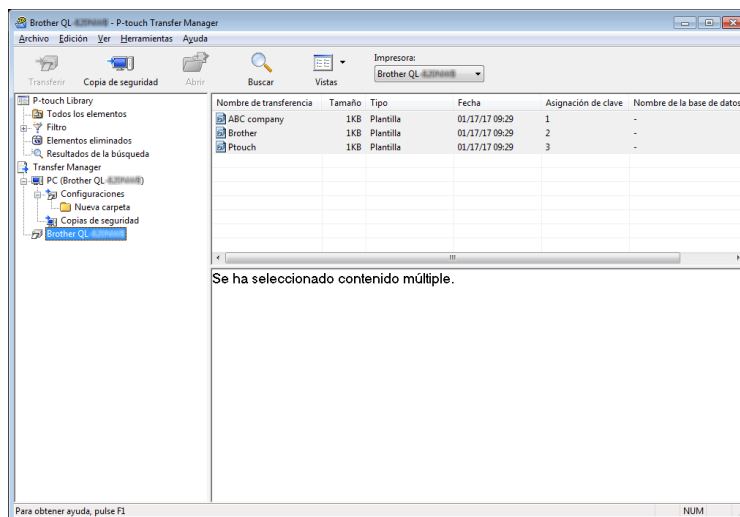 Brother QL - P-touch Transfer Manager
Archivo Edición Ver Herramientas Ayuda
Transferir Copia de seguridad Abrir Buscar Vistas
Impresora:
Brother QL
P-touch Library
Todos los elementos
Filtro
Elementos eliminados
Resultados de la búsqueda
Transfer Manager
PC (Brother QL )
Configuraciones
Nueva carpeta
Copias de seguridad
Brother QL
Nombre de transferencia Tamaño Tipo Fecha Asignación de clave Nombre de la base de datos
ABC company 1KB Plantilla 01/17/17 09:29 1 -
Brother 1KB Plantilla 01/17/17 09:29 2 -
Ptouch 1KB Plantilla 01/17/17 09:29 3 -
Se ha seleccionado contenido múltiple.
Para obtener ayuda, pulse F1 NUM